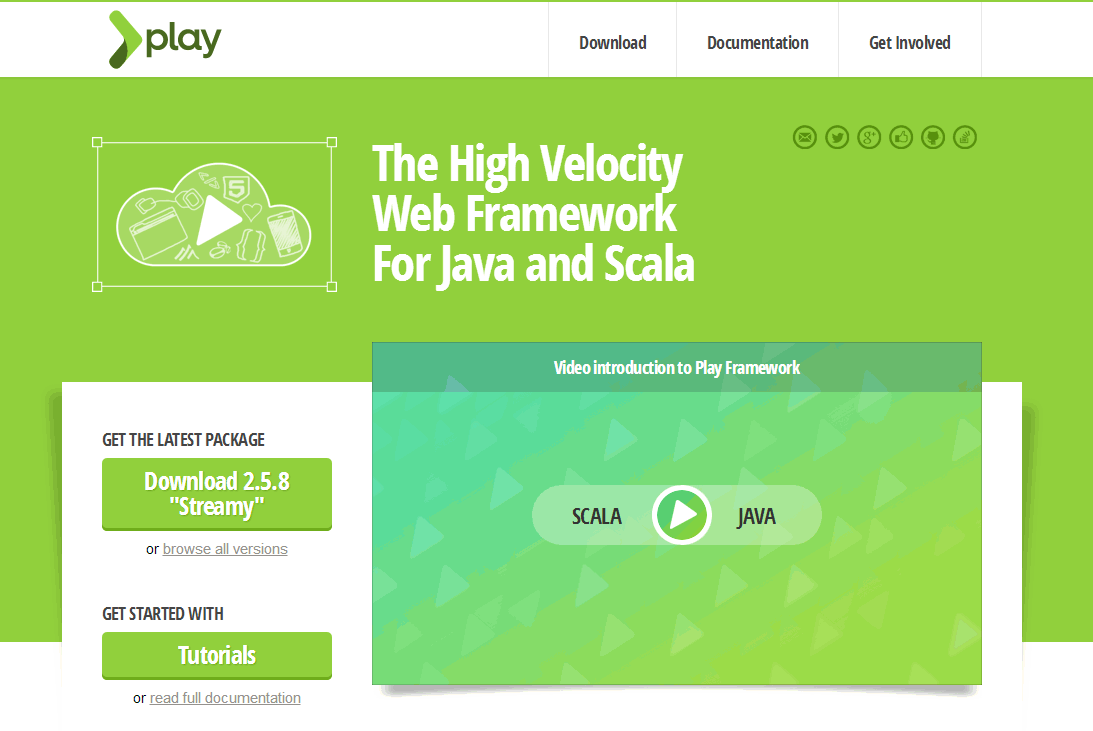 play
Download
Documentation
Get Involved
The High Velocity
Web Framework
For Java and Scala
5
Video introduction to Play Framework
GET THE LATEST PACKAGE
Download 2.5.8
"Streamy"
or browse all versions
SCALA
JAVA
GET STARTED WITH
Tutorials
or read full documentation